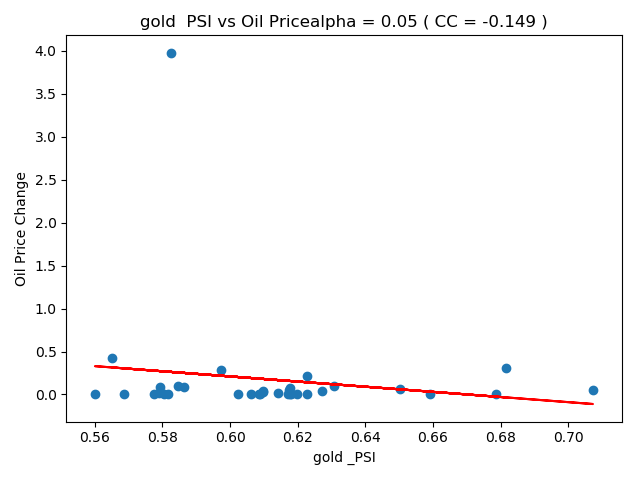 gold  PSI vs Oil Pricealpha = 0.05 ( CC = -0.149 )
4.0
3.5
3.0
2.5
2.0
1.5
1.0
0.5
0.0
Oil Price Change
0.56 0.58 0.60 0.62 0.64 0.66 0.68 0.70
gold _PSI